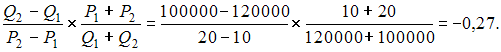 (Q₂ − Q₁)/(P₂ − P₁) × (P₁ + P₂)/(Q₁ + Q₂) = (100000 − 120000)/(20 − 10) × (10 + 20)/(120000 + 100000) = −0,27.